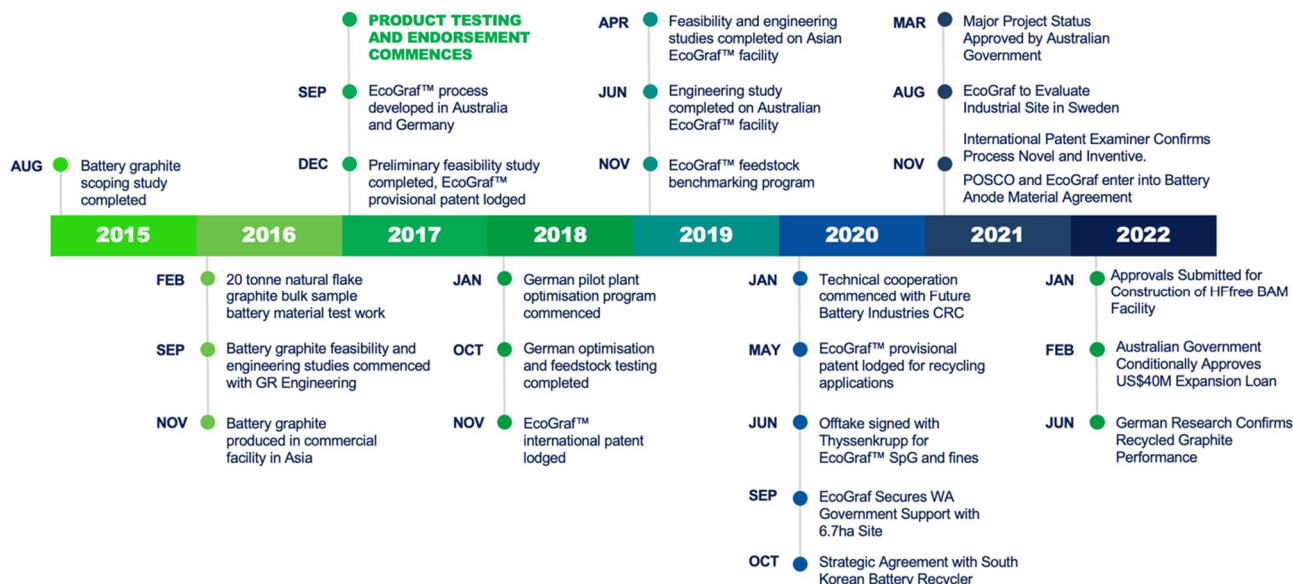 AUG
Battery graphite
scoping study
completed
PRODUCT TESTING
AND ENDORSEMENT
COMMENCES
SEP
EcoGraf™ process
developed in Australia
and Germany
DEC
Preliminary feasibility study
completed, EcoGraf™
provisional patent lodged
APR
Feasibility and engineering
studies completed on Asian
EcoGraf™ facility
JUN
Engineering study
completed on Australian
EcoGraf™ facility
NOV
EcoGraf™ feedstock
benchmarking program
MAR
Major Project Status
Approved by Australian
Government
AUG
EcoGraf to Evaluate
Industrial Site in Sweden
NOV
International Patent Examiner Confirms
Process Novel and Inventive.
POSCO and EcoGraf enter into Battery
Anode Material Agreement
2015 2016 2017 2018 2019 2020 2021 2022
FEB
20 tonne natural flake
graphite bulk sample
battery material test work
SEP
Battery graphite feasibility and
engineering studies commenced
with GR Engineering
NOV
Battery graphite
produced in commercial
facility in Asia
JAN
German pilot plant
optimisation program
commenced
OCT
German optimisation
and feedstock testing
completed
NOV
EcoGraf™
international patent
lodged
JAN
Technical cooperation
commenced with Future
Battery Industries CRC
MAY
EcoGraf™ provisional
patent lodged for recycling
applications
JUN
Offtake signed with
Thyssenkrupp for
EcoGraf™ SpG and fines
SEP
EcoGraf Secures WA
Government Support with
6.7ha Site
OCT
Strategic Agreement with South
Korean Battery Recycler
JAN
Approvals Submitted for
Construction of HFfree BAM
Facility
FEB
Australian Government
Conditionally Approves
US$40M Expansion Loan
JUN
German Research Confirms
Recycled Graphite
Performance